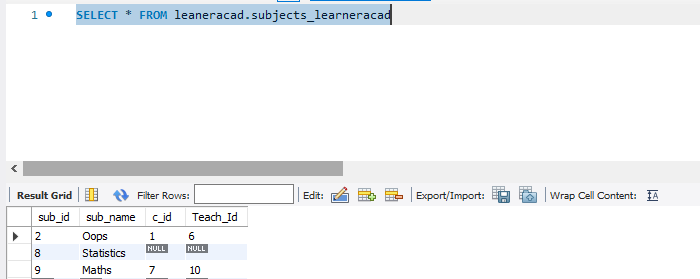 1 SELECT * FROM leaneracad.subjects_learneracad
Result Grid Filter Rows: Edit: Export/Import: Wrap Cell Content:
sub_id sub_name c_id Teach_Id
2 Oops 1 6
8 Statistics NULL NULL
9 Maths 7 10